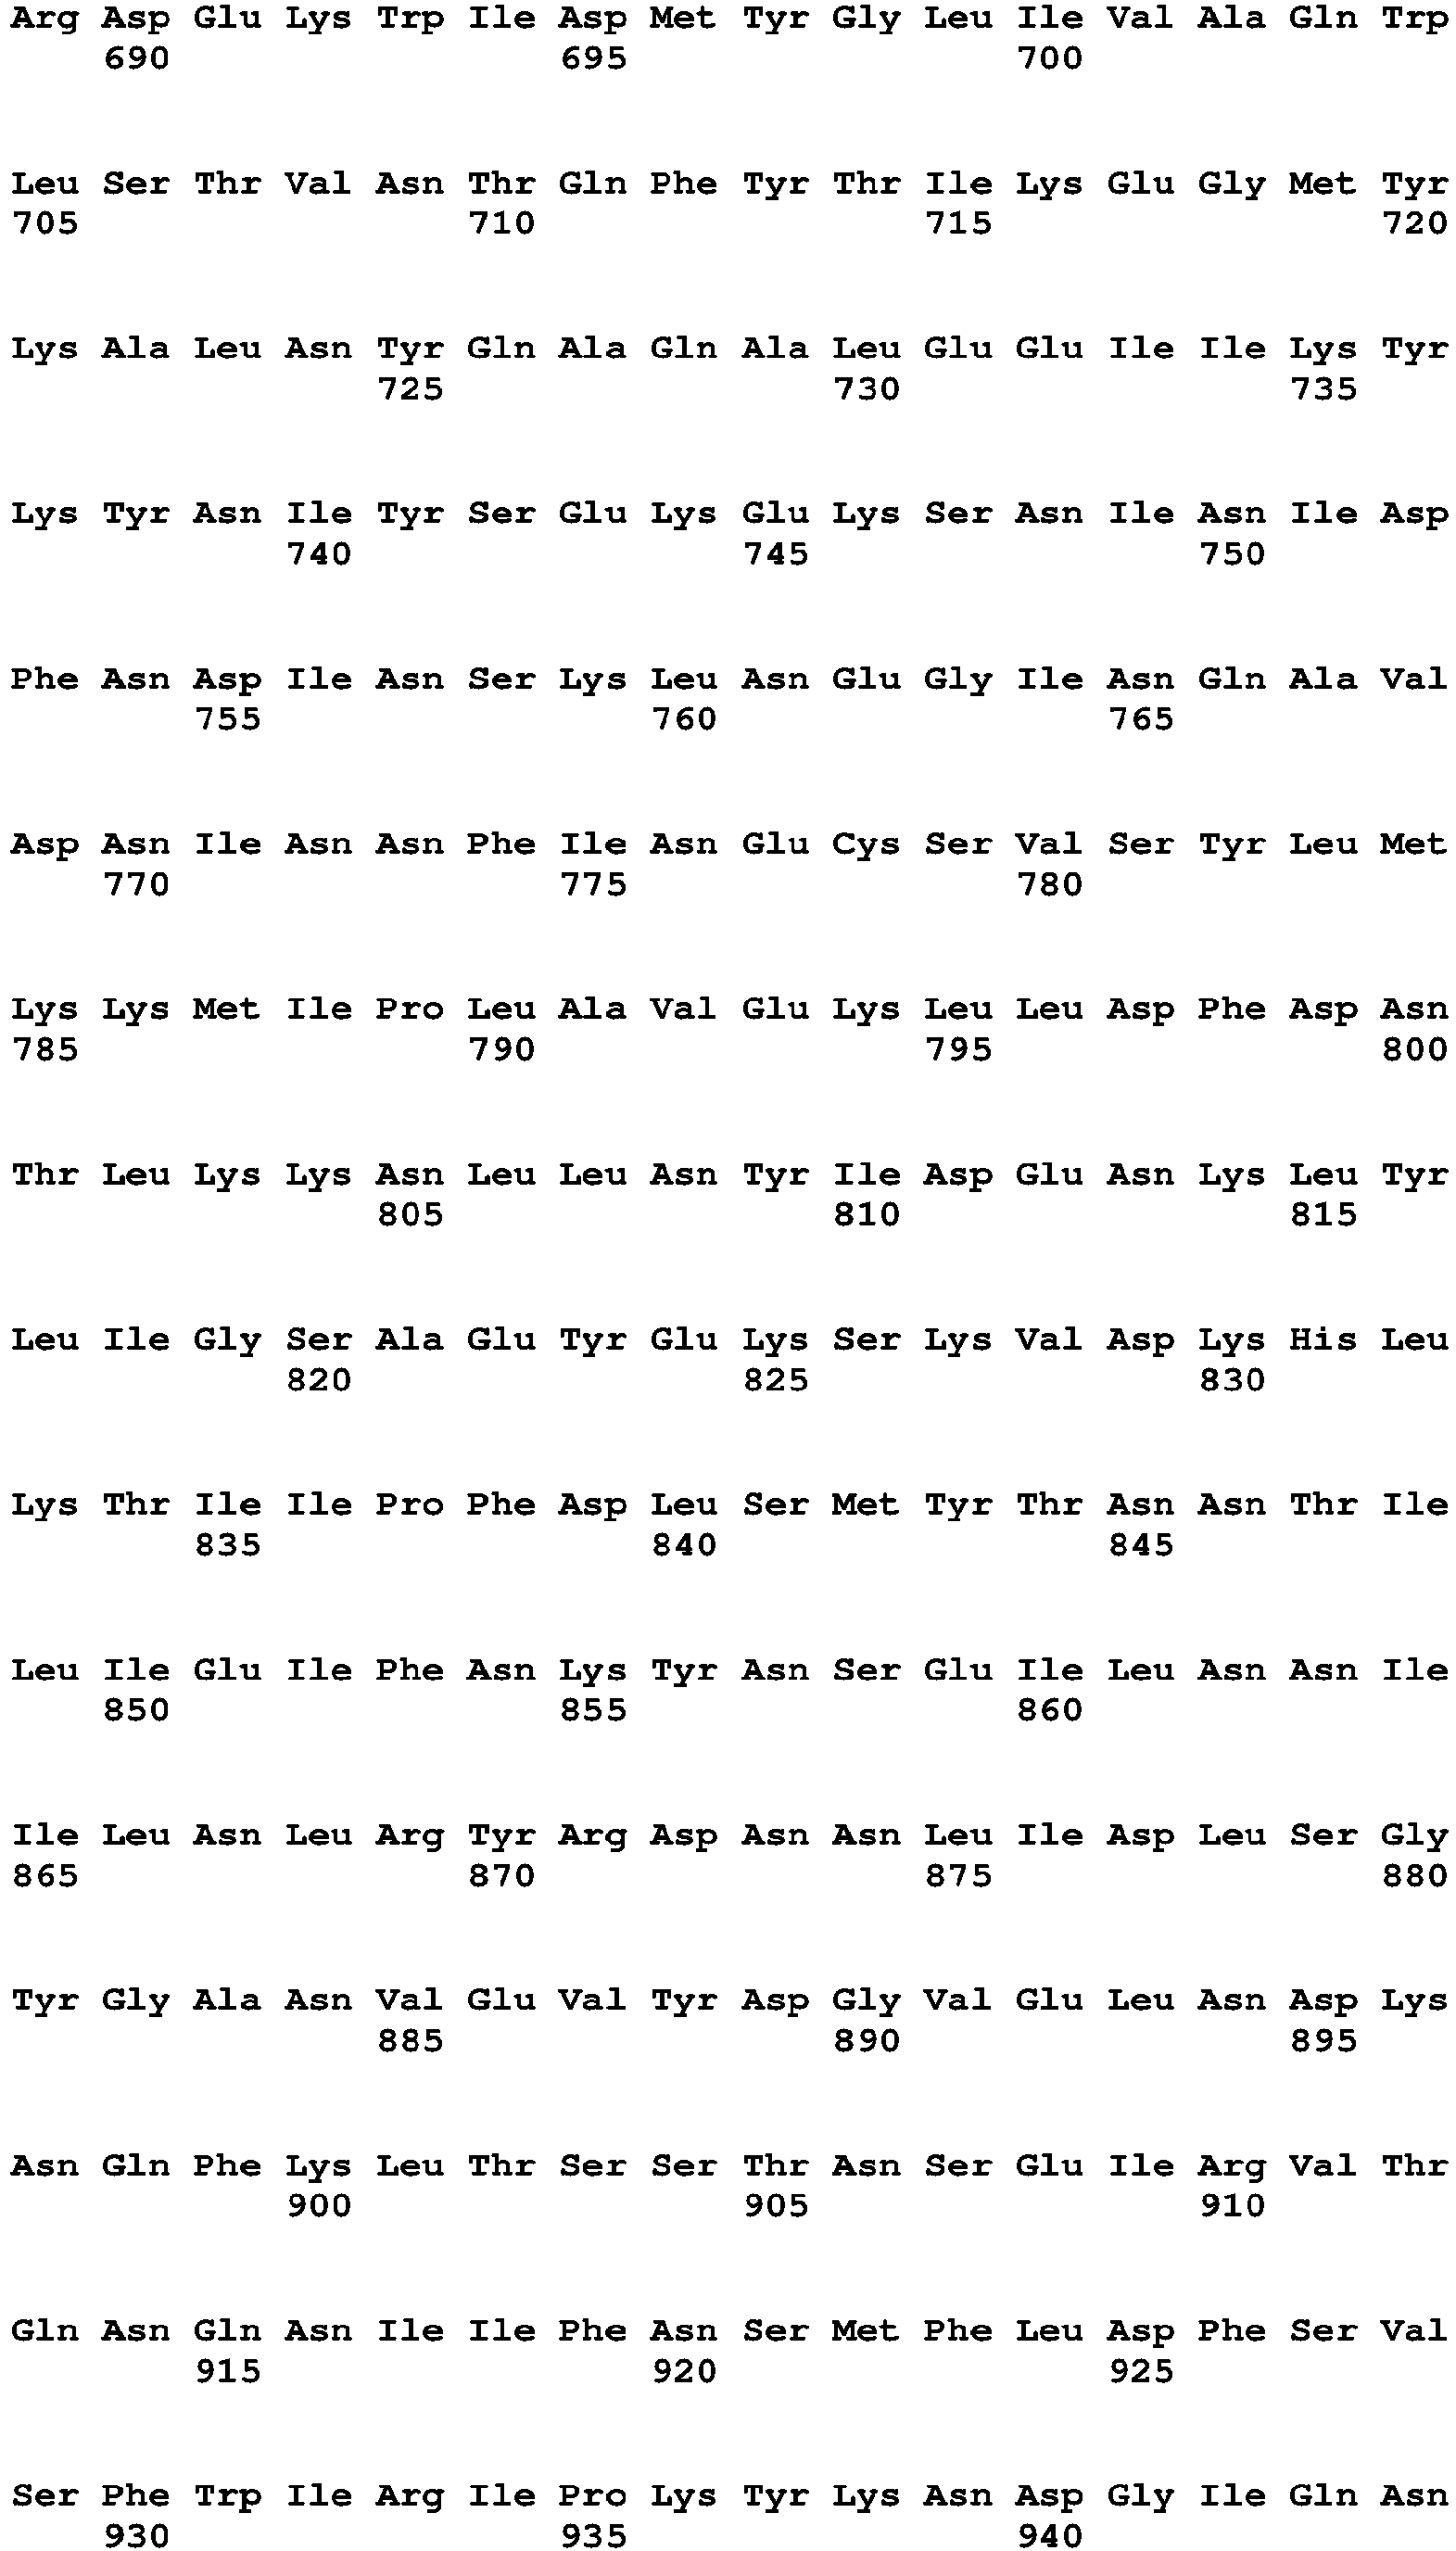 Arg Asp Glu Lys Trp Ile Asp Met Tyr Gly Leu Ile Val Ala Gln Trp
690 695 700
Leu Ser Thr Val Asn Thr Gln Phe Tyr Thr Ile Lys Glu Gly Met Tyr
705 710 715 720
Lys Ala Leu Asn Tyr Gln Ala Gln Ala Leu Glu Glu Ile Ile Lys Tyr
725 730 735
Lys Tyr Asn Ile Tyr Ser Glu Lys Glu Lys Ser Asn Ile Asn Ile Asp
740 745 750
Phe Asn Asp Ile Asn Ser Lys Leu Asn Glu Gly Ile Asn Gln Ala Val
755 760 765
Asp Asn Ile Asn Asn Phe Ile Asn Glu Cys Ser Val Ser Tyr Leu Met
770 775 780
Lys Lys Met Ile Pro Leu Ala Val Glu Lys Leu Leu Asp Phe Asp Asn
785 790 795 800
Thr Leu Lys Lys Asn Leu Leu Asn Tyr Ile Asp Glu Asn Lys Leu Tyr
805 810 815
Leu Ile Gly Ser Ala Glu Tyr Glu Lys Ser Lys Val Asp Lys His Leu
820 825 830
Lys Thr Ile Ile Pro Phe Asp Leu Ser Met Tyr Thr Asn Asn Thr Ile
835 840 845
Leu Ile Glu Ile Phe Asn Lys Tyr Asn Ser Glu Ile Leu Asn Asn Ile
850 855 860
Ile Leu Asn Leu Arg Tyr Arg Asp Asn Asn Leu Ile Asp Leu Ser Gly
865 870 875 880
Tyr Gly Ala Asn Val Glu Val Tyr Asp Gly Val Glu Leu Asn Asp Lys
885 890 895
Asn Gln Phe Lys Leu Thr Ser Ser Thr Asn Ser Glu Ile Arg Val Thr
900 905 910
Gln Asn Gln Asn Ile Ile Phe Asn Ser Met Phe Leu Asp Phe Ser Val
915 920 925
Ser Phe Trp Ile Arg Ile Pro Lys Tyr Lys Asn Asp Gly Ile Gln Asn
930 935 940